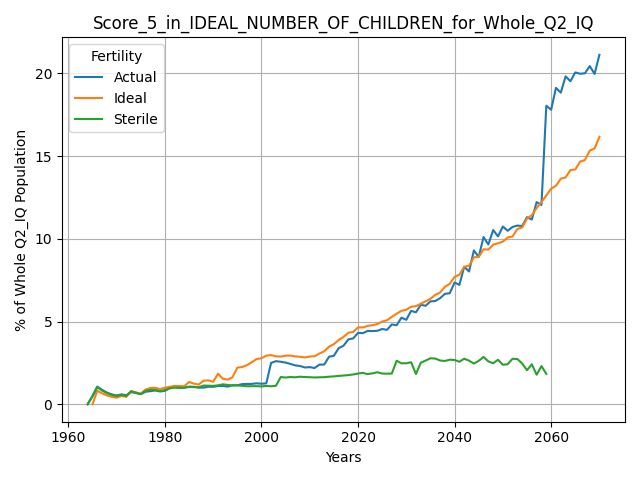 Score_5_in_IDEAL_NUMBER_OF_CHILDREN_for_Whole_Q2_IQ
Fertility
Actual
Ideal
Sterile
% of Whole Q2_IQ Population
20
15
10
5
0
1960
1980
2000
2020
2040
2060
Years